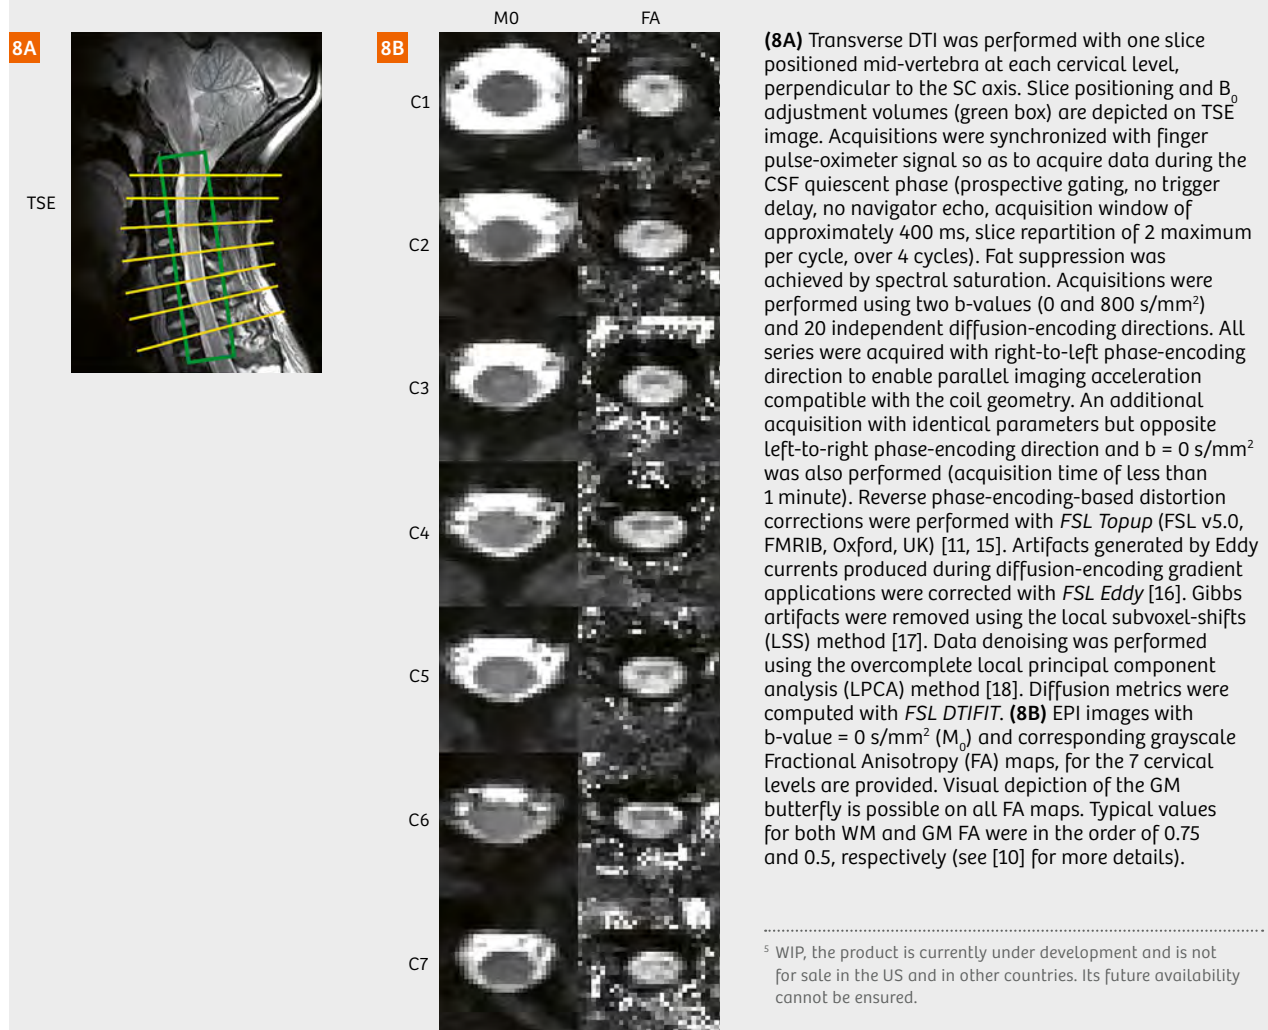 M0
FA
8A
8B
TSE
C1
C2
C3
C4
C5
C6
C7
(8A) Transverse DTI was performed with one slice
positioned mid-vertebra at each cervical level,
perpendicular to the SC axis. Slice positioning and B₀
adjustment volumes (green box) are depicted on TSE
image. Acquisitions were synchronized with finger
pulse-oximeter signal so as to acquire data during the
CSF quiescent phase (prospective gating, no trigger
delay, no navigator echo, acquisition window of
approximately 400 ms, slice repartition of 2 maximum
per cycle, over 4 cycles). Fat suppression was
achieved by spectral saturation. Acquisitions were
performed using two b-values (0 and 800 s/mm²)
and 20 independent diffusion-encoding directions. All
series were acquired with right-to-left phase-encoding
direction to enable parallel imaging acceleration
compatible with the coil geometry. An additional
acquisition with identical parameters but opposite
left-to-right phase-encoding direction and b = 0 s/mm²
was also performed (acquisition time of less than
1 minute). Reverse phase-encoding-based distortion
corrections were performed with FSL Topup (FSL v5.0,
FMRIB, Oxford, UK) [11, 15]. Artifacts generated by Eddy
currents produced during diffusion-encoding gradient
applications were corrected with FSL Eddy [16]. Gibbs
artifacts were removed using the local subvoxel-shifts
(LSS) method [17]. Data denoising was performed
using the overcomplete local principal component
analysis (LPCA) method [18]. Diffusion metrics were
computed with FSL DTIFIT. (8B) EPI images with
b-value = 0 s/mm² (M₀) and corresponding grayscale
Fractional Anisotropy (FA) maps, for the 7 cervical
levels are provided. Visual depiction of the GM
butterfly is possible on all FA maps. Typical values
for both WM and GM FA were in the order of 0.75
and 0.5, respectively (see [10] for more details).
⁵ WIP, the product is currently under development and is not
for sale in the US and in other countries. Its future availability
cannot be ensured.